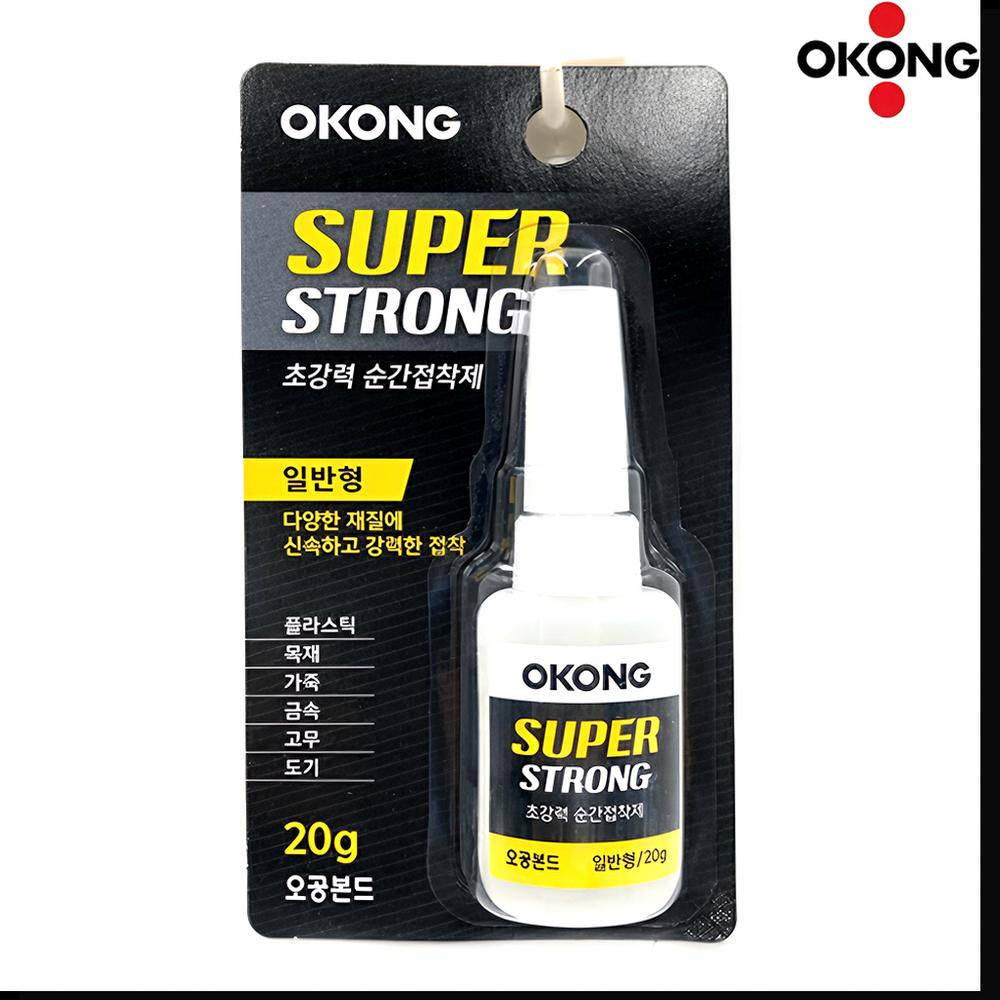 OKONG
OKONG
SUPER
STRONG
초강력 순간접착제
일반형
다양한 재질에
신속하고 강력한 접착
플라스틱
목재
가죽
금속
고무
도기
20g
오공본드
OKONG
SUPER
STRONG
초강력 순간접착제
오공본드 일반형/20g